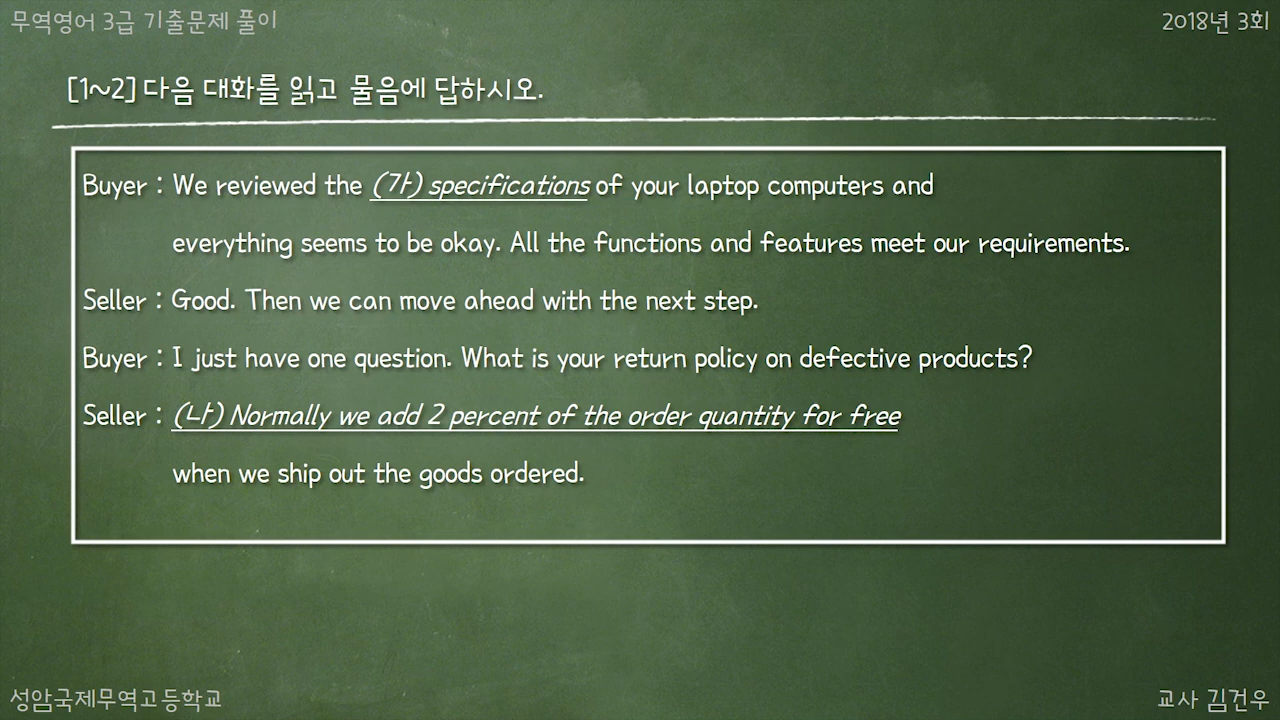 무역영어 3급 기출문제 풀이
2018년 3회
[1~2] 다음 대화를 읽고 물음에 답하시오.
Buyer : We reviewed the (가) specifications of your laptop computers and
everything seems to be okay. All the functions and features meet our requirements.
Seller : Good. Then we can move ahead with the next step.
Buyer : I just have one question. What is your return policy on defective products?
Seller : (나) Normally we add 2 percent of the order quantity for free
when we ship out the goods ordered.
성암국제무역고등학교
교사 김건우